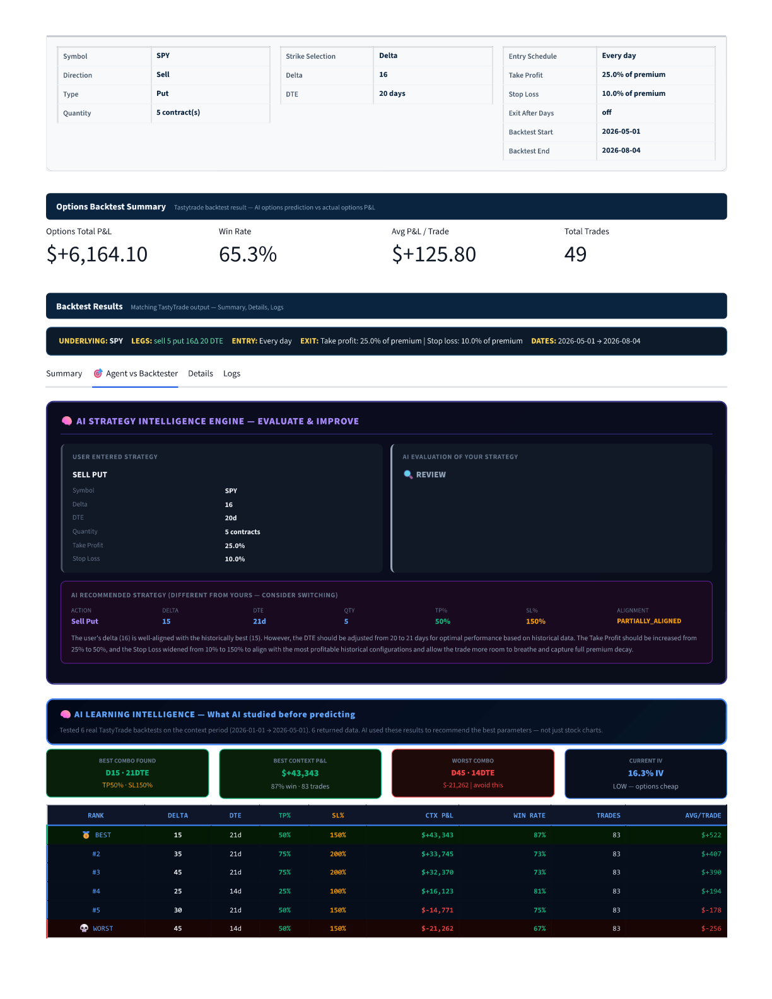 Symbol SPY
Direction Sell
Type Put
Quantity 5 contract(s)
Strike Selection Delta
Delta 16
DTE 20 days
Entry Schedule Every day
Take Profit 25.0% of premium
Stop Loss 10.0% of premium
Exit After Days off
Backtest Start 2026-05-01
Backtest End 2026-08-04
Options Backtest Summary Tastytrade backtest result — AI options prediction vs actual options P&L
Options Total P&L Win Rate Avg P&L / Trade Total Trades
$+6,164.10 65.3% $+125.80 49
Backtest Results Matching TastyTrade output — Summary, Details, Logs
UNDERLYING: SPY LEGS: sell 5 put 16Δ 20 DTE ENTRY: Every day EXIT: Take profit: 25.0% of premium | Stop loss: 10.0% of premium DATES: 2026-05-01 → 2026-08-04
Summary 🎯 Agent vs Backtester Details Logs
🧠 AI STRATEGY INTELLIGENCE ENGINE — EVALUATE & IMPROVE
USER ENTERED STRATEGY
SELL PUT
Symbol SPY
Delta 16
DTE 20d
Quantity 5 contracts
Take Profit 25.0%
Stop Loss 10.0%
AI EVALUATION OF YOUR STRATEGY
🔍 REVIEW
AI RECOMMENDED STRATEGY (DIFFERENT FROM YOURS — CONSIDER SWITCHING)
ACTION DELTA DTE QTY TP% SL% ALIGNMENT
Sell Put 15 21d 5 50% 150% PARTIALLY_ALIGNED
The user's delta (16) is well-aligned with the historically best (15). However, the DTE should be adjusted from 20 to 21 days for optimal performance based on historical data. The Take Profit should be increased from
25% to 50%, and the Stop Loss widened from 10% to 150% to align with the most profitable historical configurations and allow the trade more room to breathe and capture full premium decay.
🧠 AI LEARNING INTELLIGENCE — What AI studied before predicting
Tested 6 real TastyTrade backtests on the context period (2026-01-01 → 2026-05-01). 6 returned data. AI used these results to recommend the best parameters — not just stock charts.
BEST COMBO FOUND
D15 · 21DTE
TP50% · SL150%
BEST CONTEXT P&L
$+43,343
87% win · 83 trades
WORST COMBO
D45 · 14DTE
$-21,262 | avoid this
CURRENT IV
16.3% IV
LOW — options cheap
RANK DELTA DTE TP% SL% CTX P&L WIN RATE TRADES AVG/TRADE
🥇 BEST 15 21d 50% 150% $+43,343 87% 83 $+522
#2 35 21d 75% 200% $+33,745 73% 83 $+407
#3 45 21d 75% 200% $+32,370 73% 83 $+390
#4 25 14d 25% 100% $+16,123 81% 83 $+194
#5 30 21d 50% 150% $-14,771 75% 83 $-178
💀 WORST 45 14d 50% 150% $-21,262 67% 83 $-256